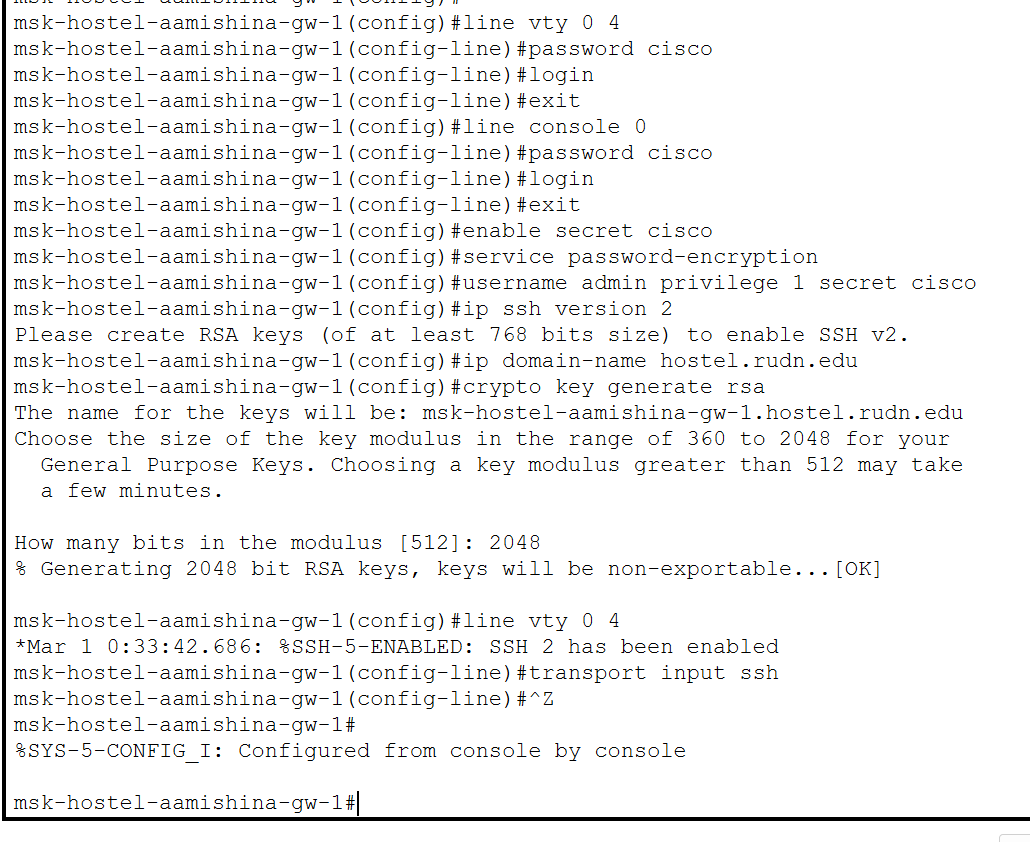 msk-hostel-aamishina-gw-1(config)#
msk-hostel-aamishina-gw-1(config)#line vty 0 4
msk-hostel-aamishina-gw-1(config-line)#password cisco
msk-hostel-aamishina-gw-1(config-line)#login
msk-hostel-aamishina-gw-1(config-line)#exit
msk-hostel-aamishina-gw-1(config)#line console 0
msk-hostel-aamishina-gw-1(config-line)#password cisco
msk-hostel-aamishina-gw-1(config-line)#login
msk-hostel-aamishina-gw-1(config-line)#exit
msk-hostel-aamishina-gw-1(config)#enable secret cisco
msk-hostel-aamishina-gw-1(config)#service password-encryption
msk-hostel-aamishina-gw-1(config)#username admin privilege 1 secret cisco
msk-hostel-aamishina-gw-1(config)#ip ssh version 2
Please create RSA keys (of at least 768 bits size) to enable SSH v2.
msk-hostel-aamishina-gw-1(config)#ip domain-name hostel.rudn.edu
msk-hostel-aamishina-gw-1(config)#crypto key generate rsa
The name for the keys will be: msk-hostel-aamishina-gw-1.hostel.rudn.edu
Choose the size of the key modulus in the range of 360 to 2048 for your
General Purpose Keys. Choosing a key modulus greater than 512 may take
a few minutes.
How many bits in the modulus [512]: 2048
% Generating 2048 bit RSA keys, keys will be non-exportable...[OK]
msk-hostel-aamishina-gw-1(config)#line vty 0 4
*Mar 1 0:33:42.686: %SSH-5-ENABLED: SSH 2 has been enabled
msk-hostel-aamishina-gw-1(config-line)#transport input ssh
msk-hostel-aamishina-gw-1(config-line)#^Z
msk-hostel-aamishina-gw-1#
%SYS-5-CONFIG_I: Configured from console by console
msk-hostel-aamishina-gw-1#